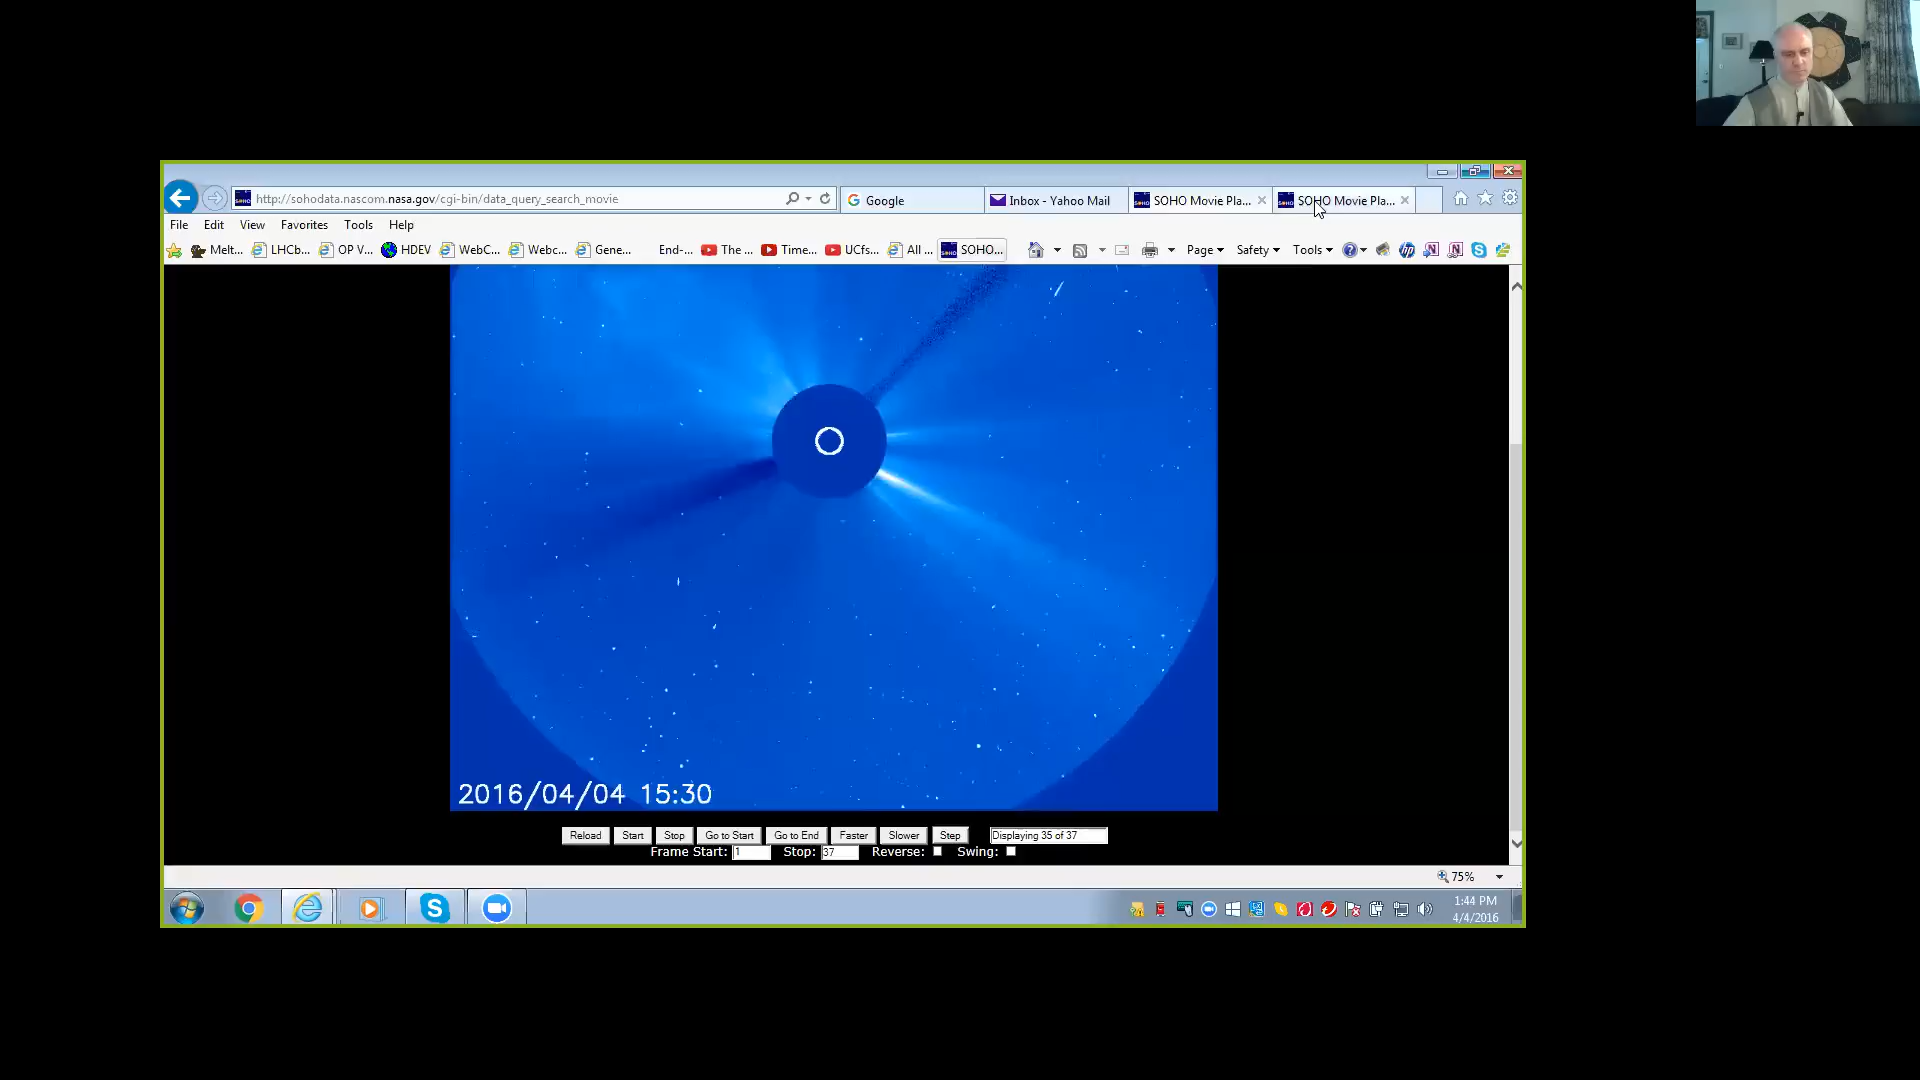 http://sohodata.nascom.nasa.gov/cgi-bin/data_query_search_movie
Google
Inbox - Yahoo Mail
SOHO Movie Pla...
SOHO Movie Pla...
File Edit View Favorites Tools Help
Melt... LHCb... OP V... HDEV WebC... Webc... Gene... End-... The ... Time... UCfs... All ... SOHO... Page Safety Tools
2016/04/04 15:30
Reload Start Stop Go to Start Go to End Faster Slower Step Displaying 35 of 37
Frame Start: 1 Stop: 37 Reverse: Swing:
75%
1:44 PM
4/4/2016